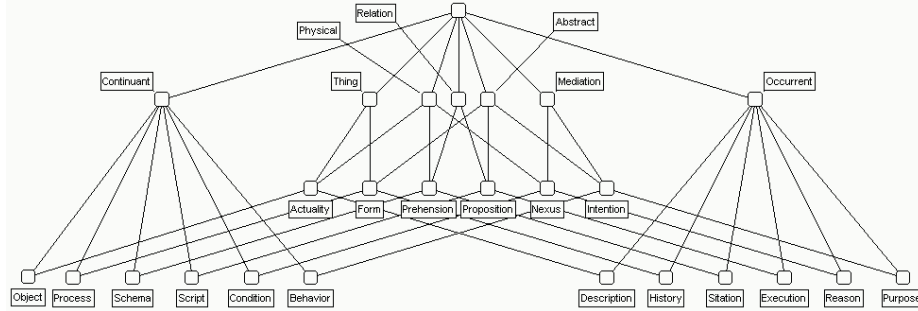 Relation
Physical
Abstract
Continuant
Thing
Mediation
Occurrent
Actuality
Form
Prehension
Proposition
Nexus
Intention
Object
Process
Schema
Script
Condition
Behavior
Description
History
Sitation
Execution
Reason
Purpose